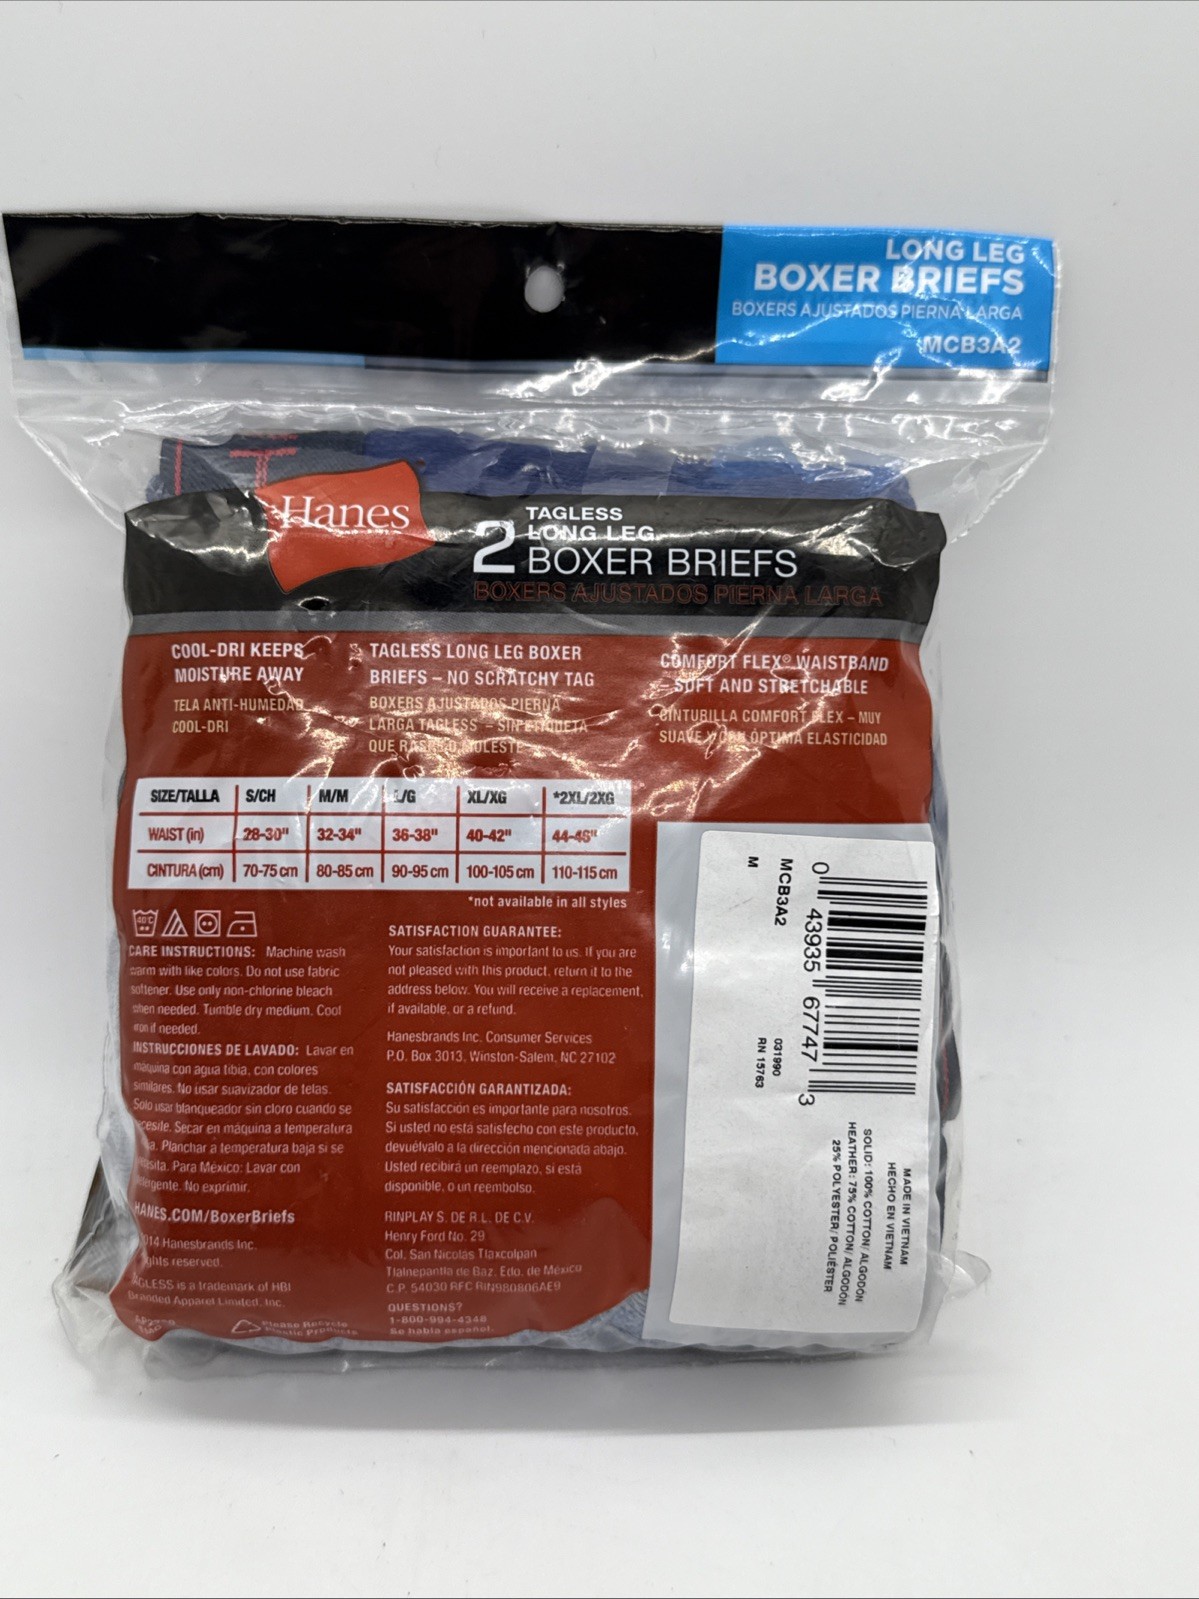 LONG LEG
BOXER BRIEFS
BOXERS AJUSTADOS PIERNA LARGA
MCB3A2
Hanes
2
TAGLESS
LONG LEG
BOXER BRIEFS
BOXERS AJUSTADOS PIERNA LARGA
COOL-DRI KEEPS
MOISTURE AWAY
TELA ANTI-HUMEDAD
COOL-DRI
TAGLESS LONG LEG BOXER
BRIEFS – NO SCRATCHY TAG
BOXERS AJUSTADOS PIERNA
LARGA TAGLESS – SIN ETIQUETA
QUE MOLESTE
COMFORT FLEX® WAISTBAND
– SOFT AND STRETCHABLE
CINTURILLA COMFORT FLEX – MUY
SUAVE Y CON ÓPTIMA ELASTICIDAD
SIZE/TALLA S/CH M/M L/G XL/XG *2XL/2XG
WAIST (in) 28-30" 32-34" 36-38" 40-42" 44-46"
CINTURA (cm) 70-75 cm 80-85 cm 90-95 cm 100-105 cm 110-115 cm
*not available in all styles
40°C
CARE INSTRUCTIONS: Machine wash
warm with like colors. Do not use fabric
softener. Use only non-chlorine bleach
when needed. Tumble dry medium. Cool
iron if needed.
INSTRUCCIONES DE LAVADO: Lavar en
máquina con agua tibia, con colores
similares. No usar suavizador de telas.
Solo usar blanqueador sin cloro cuando se
necesite. Secar en máquina a temperatura
Planchar a temperatura baja si se
Para México: Lavar con
No exprimir.
HANES.COM/BoxerBriefs
Hanesbrands Inc.
rights reserved.
TAGLESS is a trademark of HBI
Branded Apparel Limited, Inc.
Please Recycle
Plastic Products
SATISFACTION GUARANTEE:
Your satisfaction is important to us. If you are
not pleased with this product, return it to the
address below. You will receive a replacement,
if available, or a refund.
Hanesbrands Inc. Consumer Services
P.O. Box 3013, Winston-Salem, NC 27102
SATISFACCIÓN GARANTIZADA:
Su satisfacción es importante para nosotros.
Si usted no está satisfecho con este producto,
devuélvalo a la dirección mencionada abajo.
Usted recibirá un reemplazo, si está
disponible, o un reembolso.
RINPLAY S. DE R.L. DE C.V.
Henry Ford No. 29
Col. San Nicolás Tlaxcolpan
Tlalnepantla de Baz, Edo. de México
C.P. 54030 RFC RIN980806AE9
QUESTIONS?
1-800-994-4348
Se habla español.
0 43935 67747 3
MCB3A2
M
031990
RN 15763
MADE IN VIETNAM
HECHO EN VIETNAM
SOLID: 100% COTTON/ ALGODÓN
HEATHER: 75% COTTON/ ALGODÓN
25% POLYESTER/ POLIÉSTER